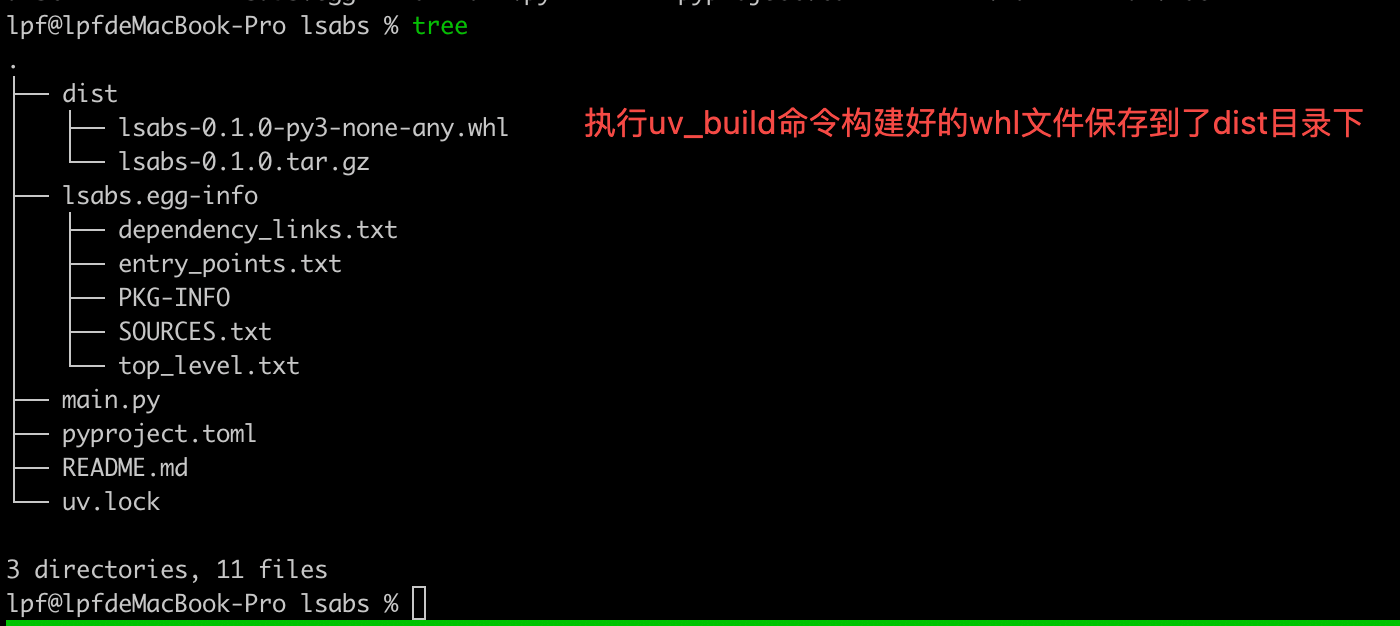 lpf@lpfdeMacBook-Pro lsabs % tree
.
├── dist
│   ├── lsabs-0.1.0-py3-none-any.whl
│   └── lsabs-0.1.0.tar.gz
执行uv_build命令构建好的whl文件保存到了dist目录下
├── lsabs.egg-info
│   ├── dependency_links.txt
│   ├── entry_points.txt
│   ├── PKG-INFO
│   ├── SOURCES.txt
│   └── top_level.txt
├── main.py
├── pyproject.toml
├── README.md
└── uv.lock
3 directories, 11 files
lpf@lpfdeMacBook-Pro lsabs %